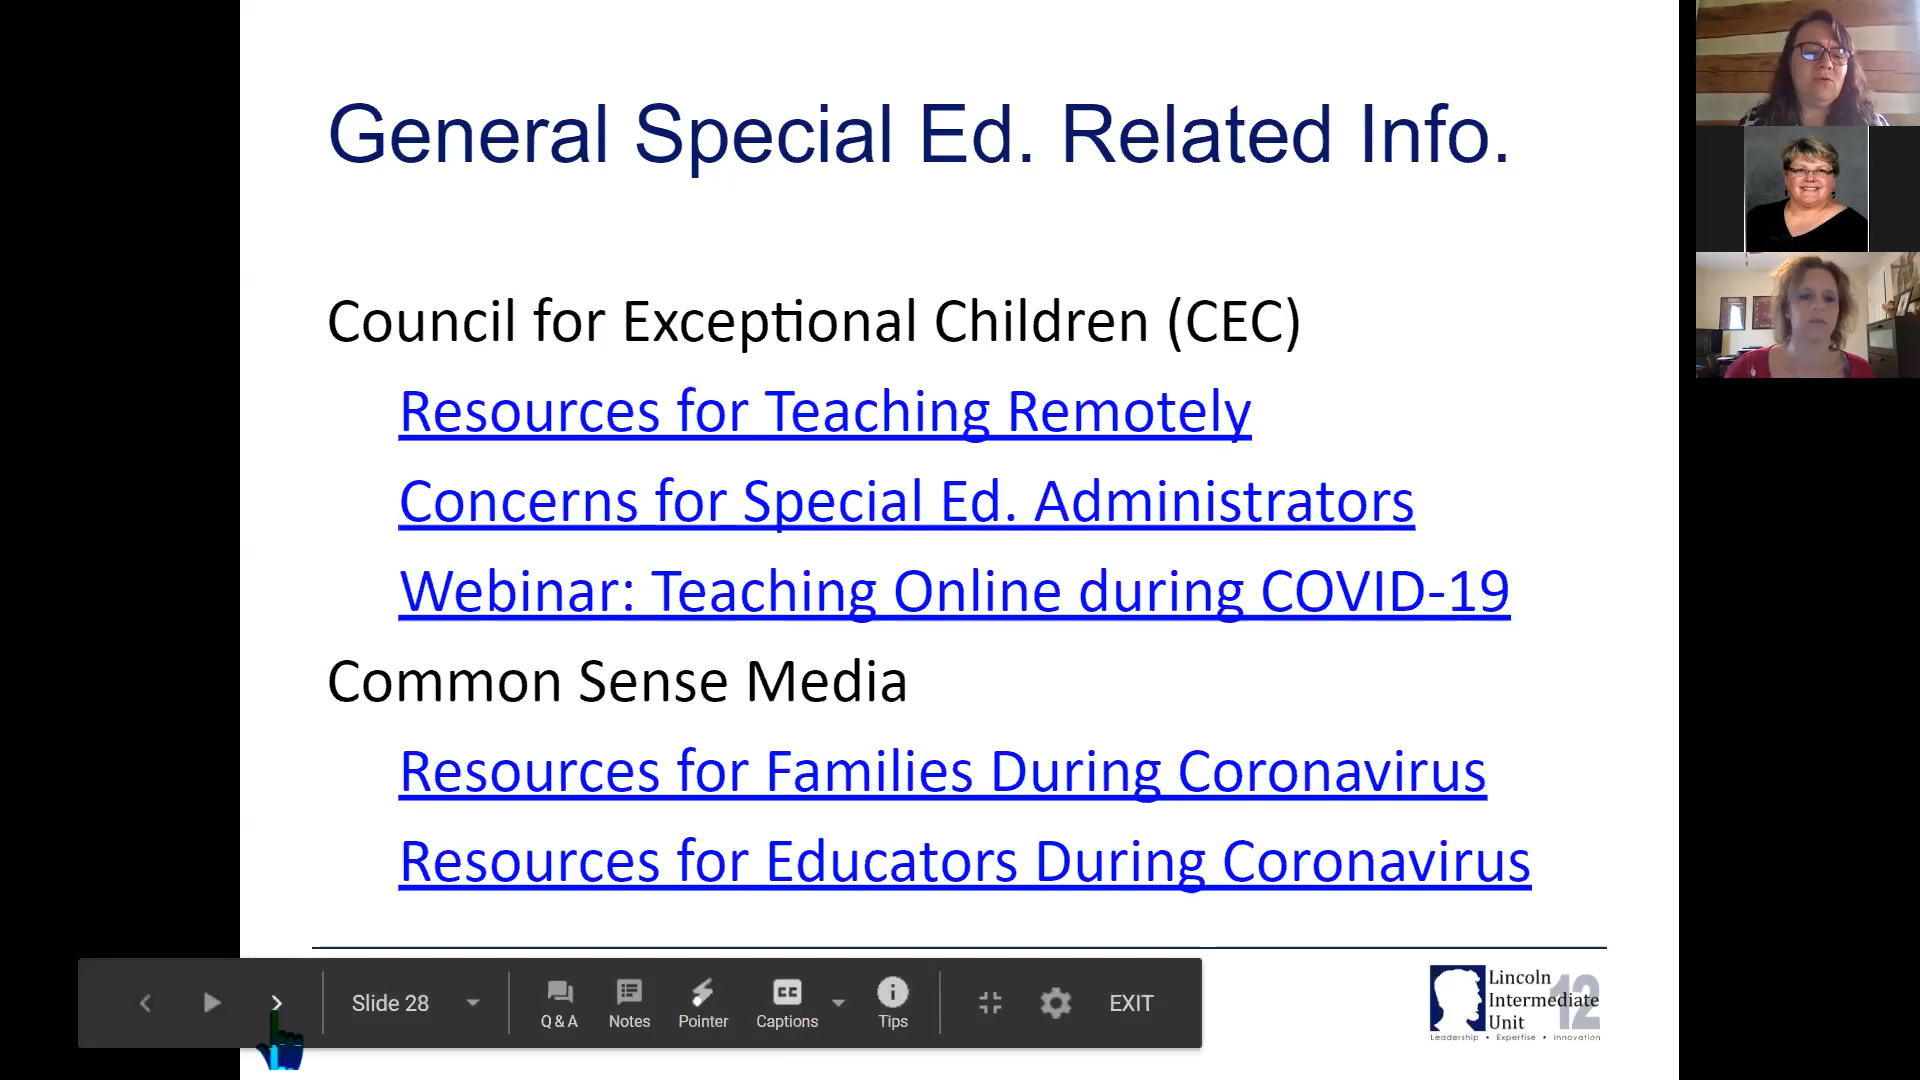 General Special Ed. Related Info.
Council for Exceptional Children (CEC)
Resources for Teaching Remotely
Concerns for Special Ed. Administrators
Webinar: Teaching Online during COVID-19
Common Sense Media
Resources for Families During Coronavirus
Resources for Educators During Coronavirus
Slide 28
Q & A
Notes
Pointer
CC
Captions
Tips
EXIT
Lincoln
Intermediate
Unit
12
Leadership • Expertise • Innovation